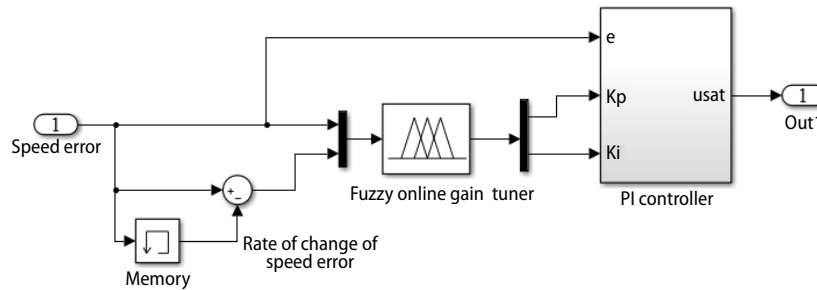 e
Kp
usat
Ki
PI controller
1
Speed error
Fuzzy online gain tuner
1
Out1
+
−
Rate of change of
speed error
Memory